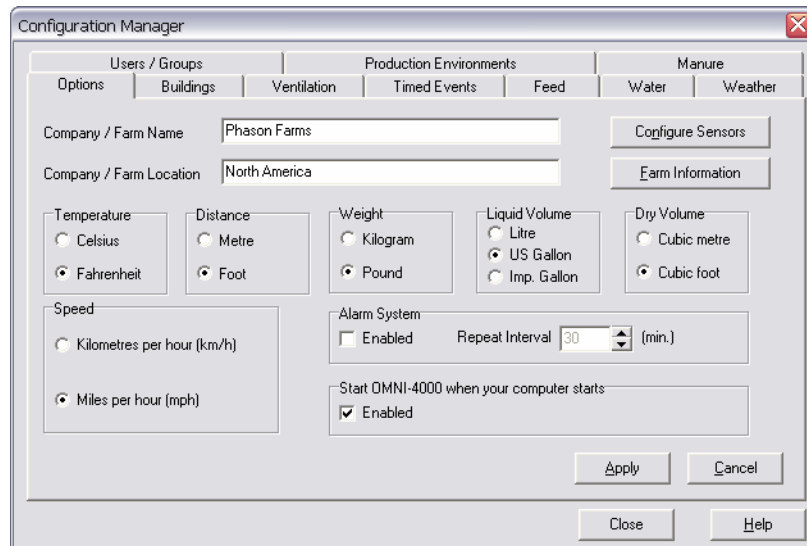 Configuration Manager
Users / Groups Production Environments Manure
Options Buildings Ventilation Timed Events Feed Water Weather
Company / Farm Name Phason Farms Configure Sensors
Company / Farm Location North America Farm Information
Temperature Distance Weight Liquid Volume Dry Volume
Celsius Metre Kilogram Litre Cubic metre
US Gallon
Fahrenheit Foot Pound Imp. Gallon Cubic foot
Speed Alarm System
Kilometres per hour (km/h) Enabled Repeat Interval 30 (min.)
Start OMNI-4000 when your computer starts
Miles per hour (mph) Enabled
Apply Cancel
Close Help